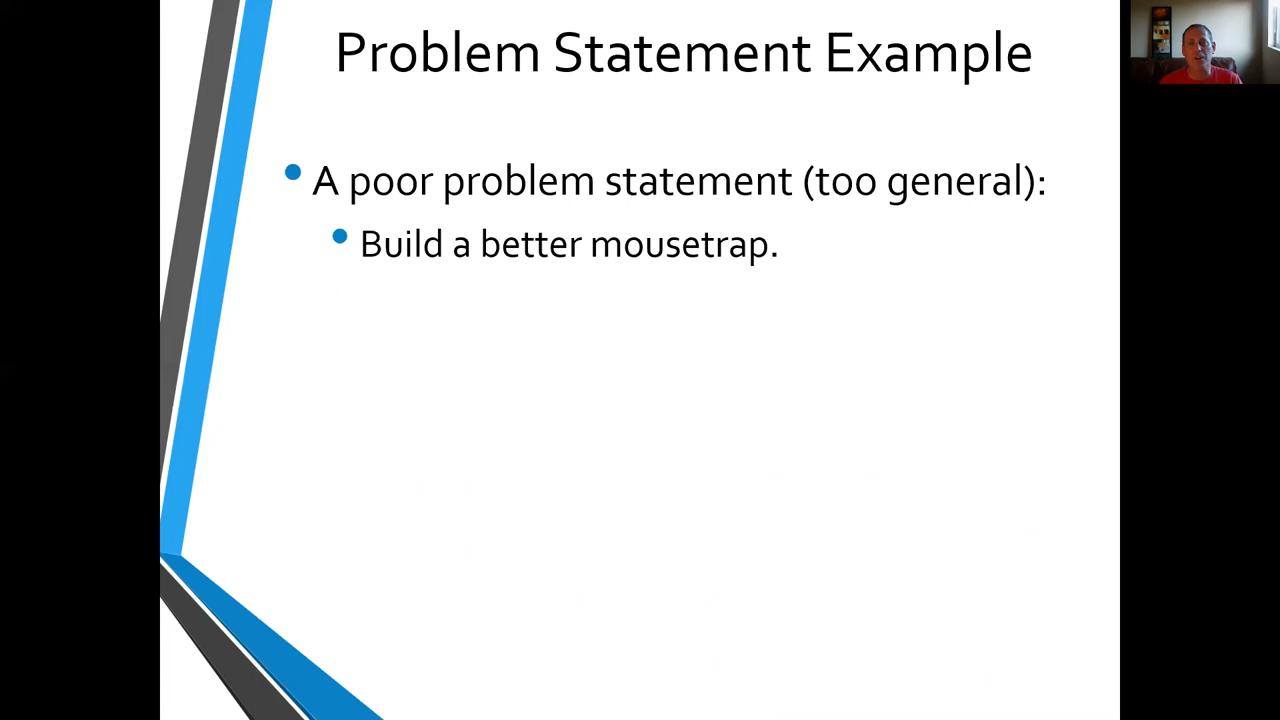 Problem Statement Example
A poor problem statement (too general):
Build a better mousetrap.